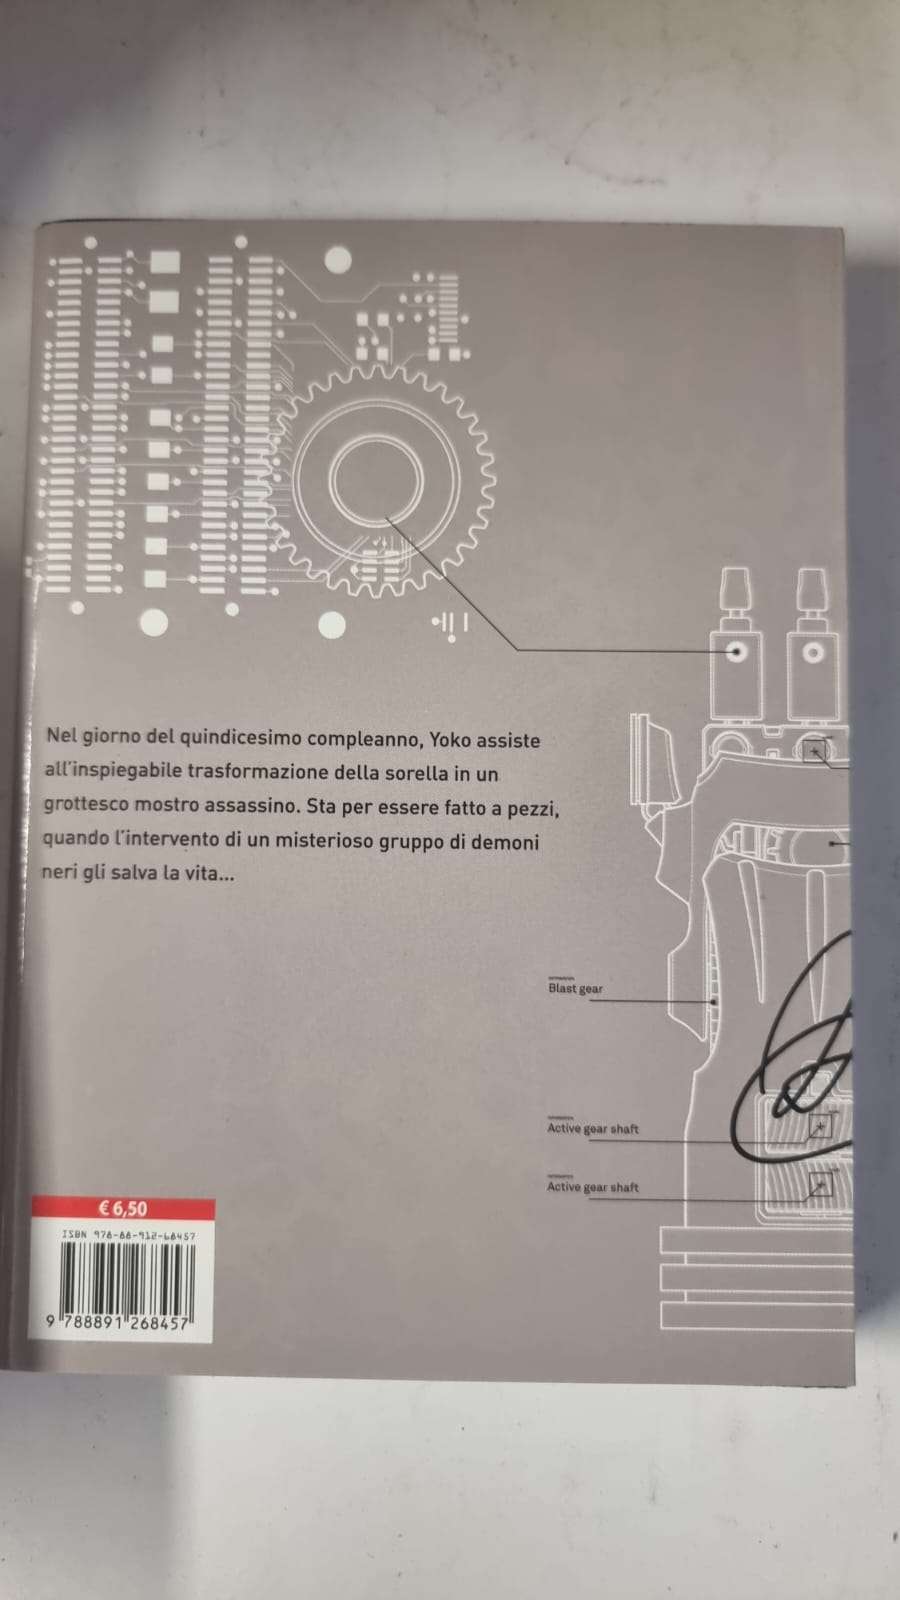 Nel giorno del quindicesimo compleanno, Yoko assiste
all'inspiegabile trasformazione della sorella in un
grottesco mostro assassino. Sta per essere fatto a pezzi,
quando l'intervento di un misterioso gruppo di demoni
neri gli salva la vita...
Blast gear
Active gear shaft
Active gear shaft
€ 6,50
ISBN 978-88-912-68457
9 788891 268457